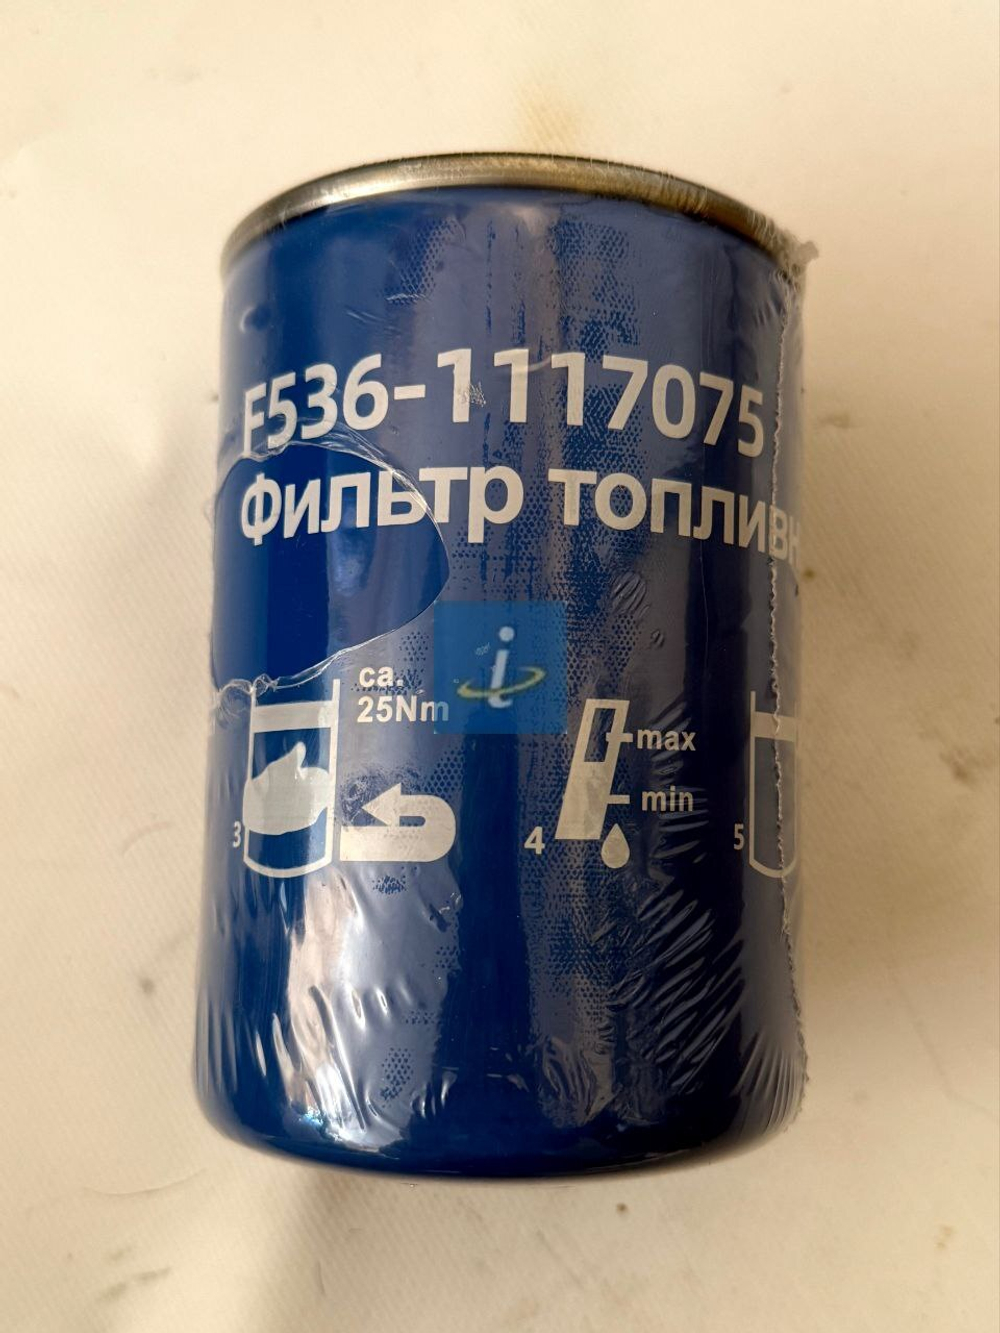 F536-1117075
Фильтр топливн
ca.
25Nm
max
min
3
4
5